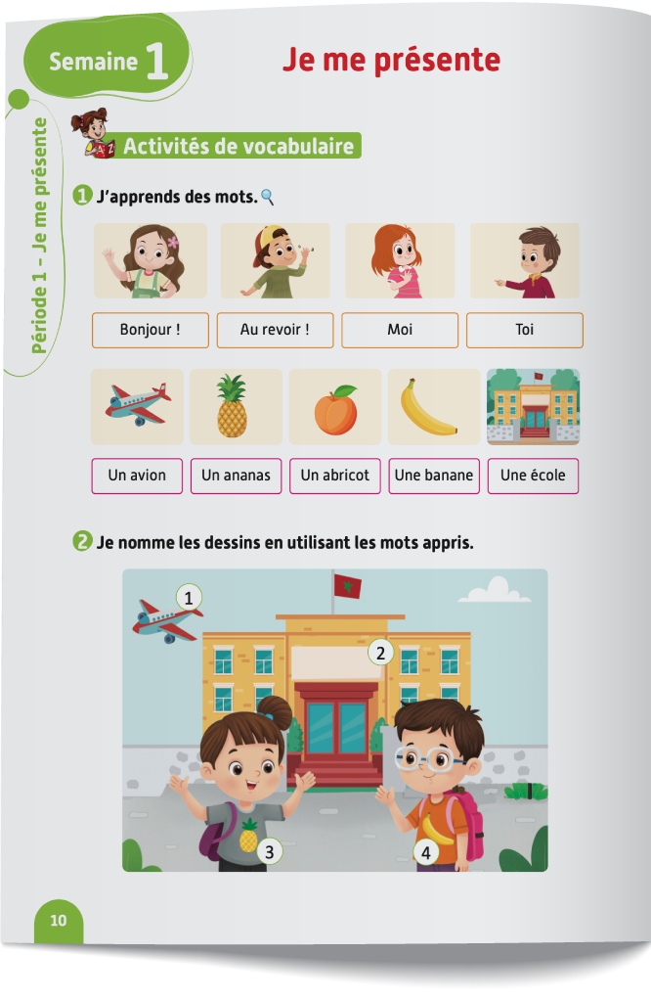 Semaine 1
Je me présente
Période 1 - Je me présente
A Z
Activités de vocabulaire
1 J'apprends des mots.
Bonjour !
Au revoir !
Moi
Toi
Un avion
Un ananas
Un abricot
Une banane
Une école
2 Je nomme les dessins en utilisant les mots appris.
1
2
3
4
10